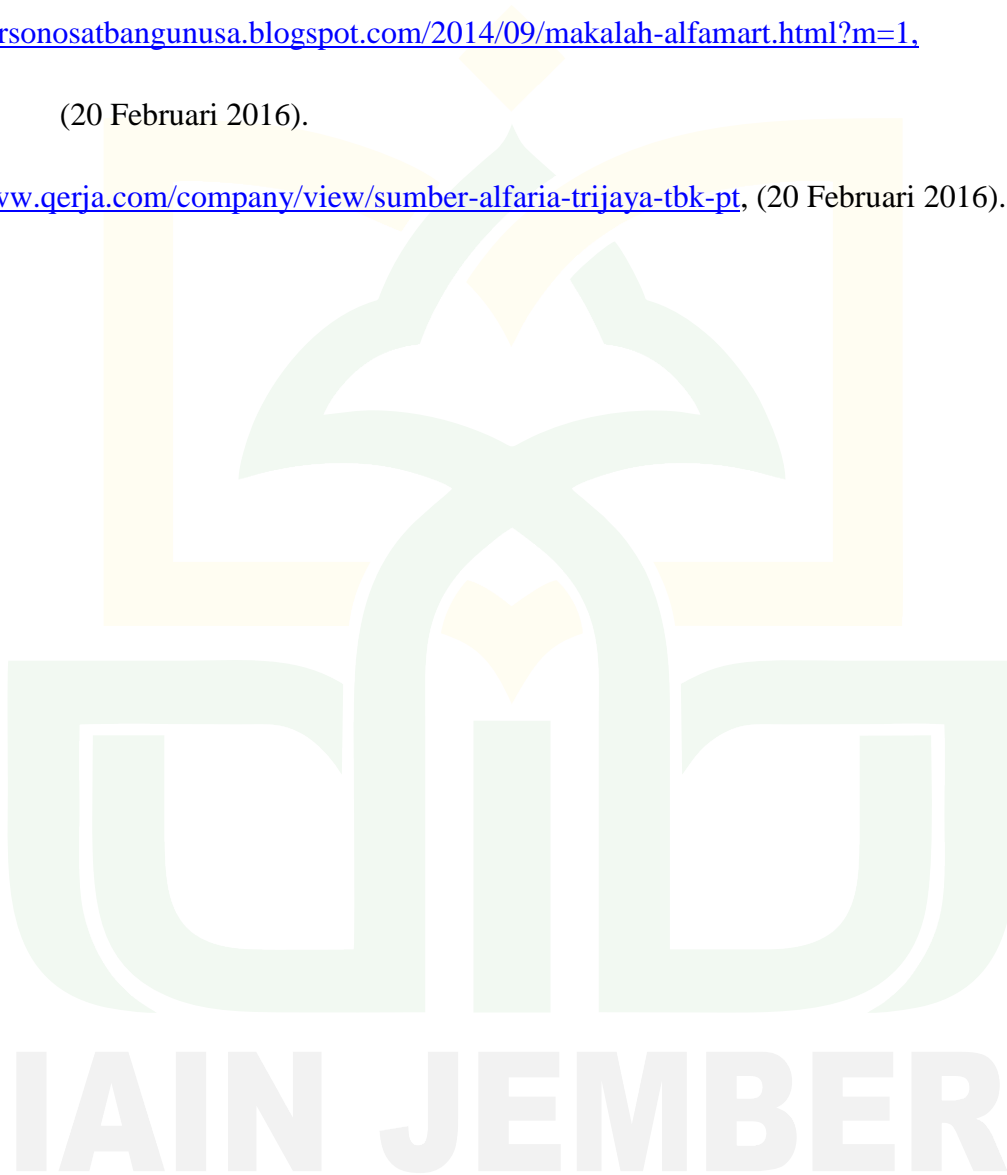 rsonosatbangunusa.blogspot.com/2014/09/makalah-alfamart.html?m=1,
(20 Februari 2016).
ww.qerja.com/company/view/sumber-alfaria-trijaya-tbk-pt, (20 Februari 2016).
IAIN JEMBER